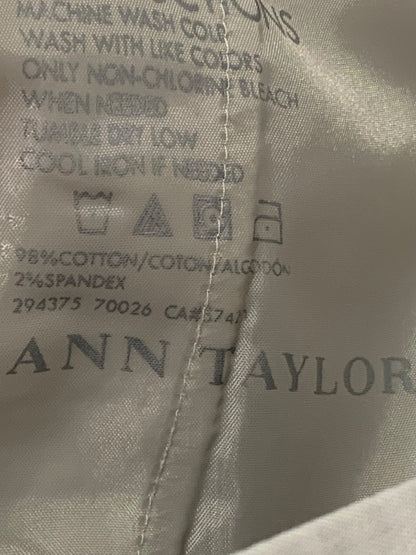 MACHINE WASH COLD
WASH WITH LIKE COLORS
ONLY NON-CHLORINE BLEACH
WHEN NEEDED
TUMBLE DRY LOW
COOL IRON IF NEEDED
98%COTTON/COTON/ALGODÓN
2%SPANDEX
294375 70026
ANN TAYLOR